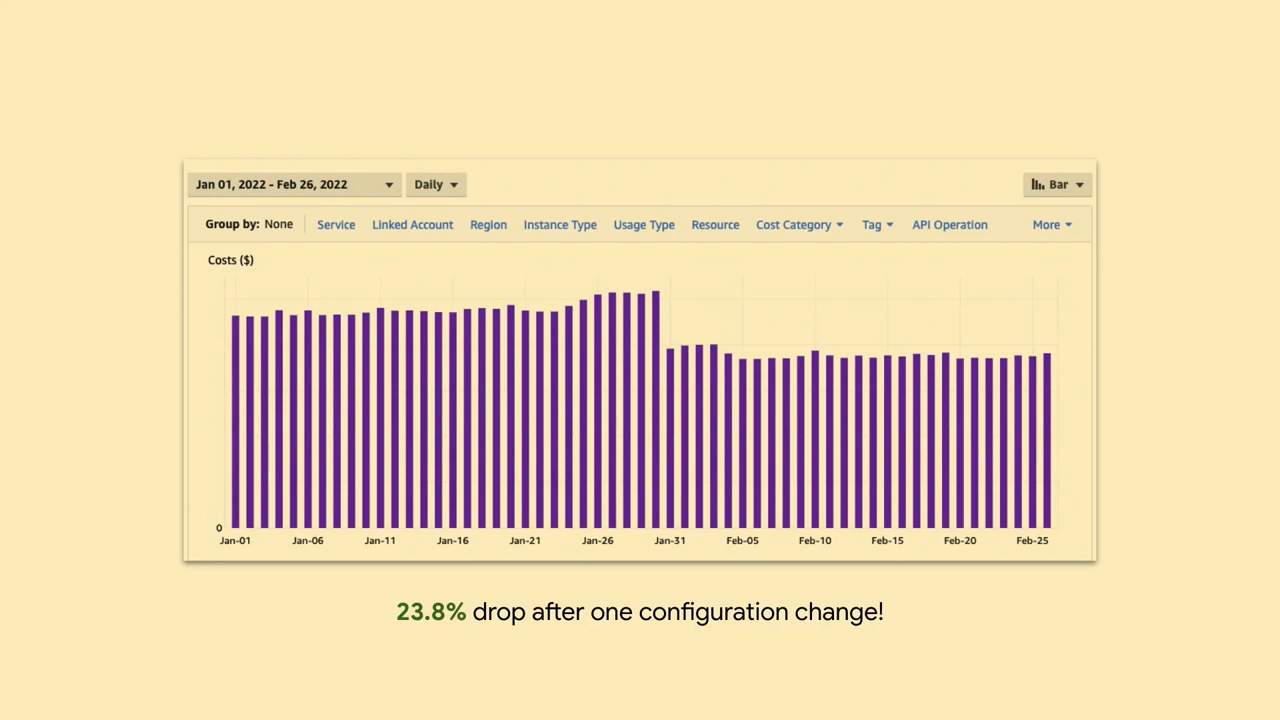 Jan 01, 2022 - Feb 26, 2022 Daily Bar
Group by: None Service Linked Account Region Instance Type Usage Type Resource Cost Category Tag API Operation More
Costs ($)
0
Jan-01 Jan-06 Jan-11 Jan-16 Jan-21 Jan-26 Jan-31 Feb-05 Feb-10 Feb-15 Feb-20 Feb-25
23.8% drop after one configuration change!